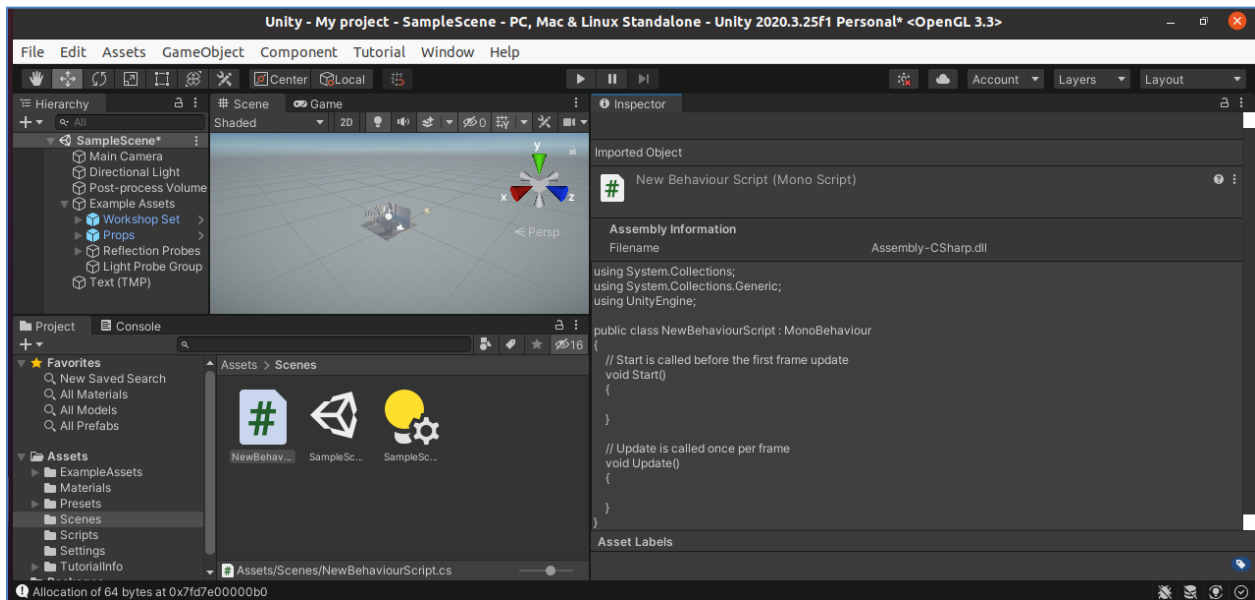 Unity - My project - SampleScene - PC, Mac & Linux Standalone - Unity 2020.3.25f1 Personal* <OpenGL 3.3>
File Edit Assets GameObject Component Tutorial Window Help
Center Local Account Layers Layout
Hierarchy
All
SampleScene*
Main Camera
Directional Light
Post-process Volume
Example Assets
Workshop Set
Props
Reflection Probes
Light Probe Group
Text (TMP)
Scene Game
Shaded 2D 0
y
x z
Persp
Project Console
16
Favorites
New Saved Search
All Materials
All Models
All Prefabs
Assets
ExampleAssets
Materials
Presets
Scenes
Scripts
Settings
TutorialInfo
Assets > Scenes
#
NewBehav... SampleSc... SampleSc...
Assets/Scenes/NewBehaviourScript.cs
Inspector
Imported Object
# New Behaviour Script (Mono Script)
Assembly Information
Filename Assembly-CSharp.dll
using System.Collections;
using System.Collections.Generic;
using UnityEngine;
public class NewBehaviourScript : MonoBehaviour
{
// Start is called before the first frame update
void Start()
{
}
// Update is called once per frame
void Update()
{
}
}
Asset Labels
Allocation of 64 bytes at 0x7fd7e00000b0